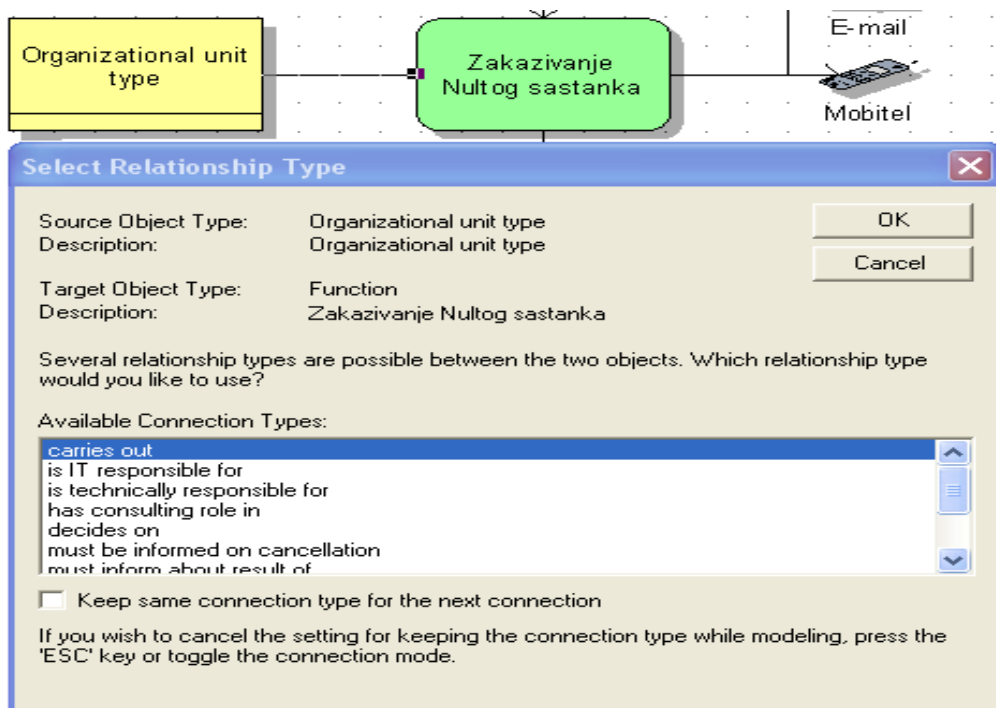 Organizational unit
type
Zakazivanje
Nultog sastanka
E-mail
Mobitel
Select Relationship Type
Source Object Type: Organizational unit type
Description: Organizational unit type
OK
Cancel
Target Object Type: Function
Description: Zakazivanje Nultog sastanka
Several relationship types are possible between the two objects. Which relationship type
would you like to use?
Available Connection Types:
carries out
is IT responsible for
is technically responsible for
has consulting role in
decides on
must be informed on cancellation
must inform about result of
Keep same connection type for the next connection
If you wish to cancel the setting for keeping the connection type while modeling, press the
'ESC' key or toggle the connection mode.